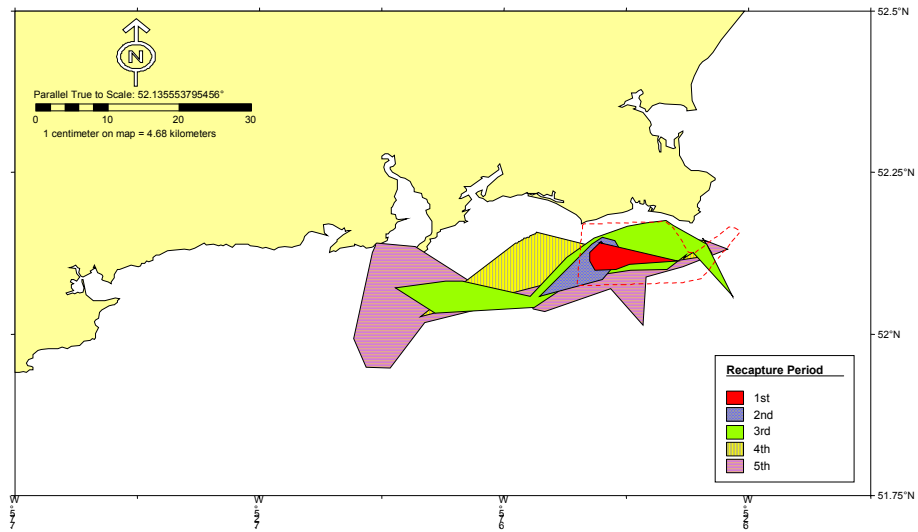 52.5°N
N
Parallel True to Scale: 52.135553795456°
0 10 20 30
1 centimeter on map = 4.68 kilometers
52.25°N
52°N
Recapture Period
1st
2nd
3rd
4th
5th
51.75°N